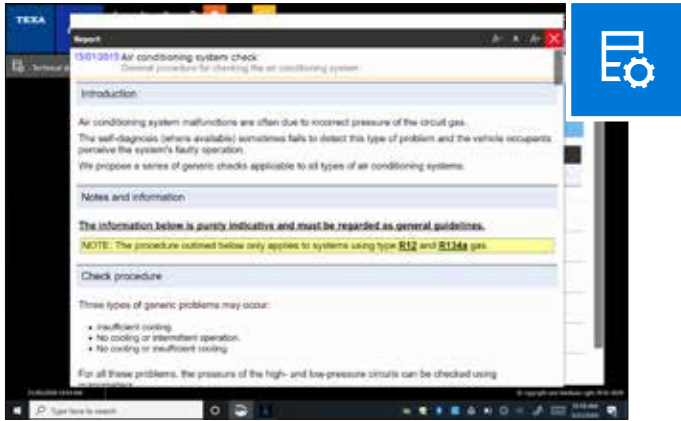 TEXA
Report
A- A A+ X
15/01/2015 Air conditioning system check
General procedure for checking the air conditioning system
Introduction
Air conditioning system malfunctions are often due to incorrect pressure of the circuit gas.
The self-diagnosis (where available) sometimes fails to detect this type of problem and the vehicle occupants
perceive the system's faulty operation.
We propose a series of generic checks applicable to all types of air conditioning systems.
Notes and information
The information below is purely indicative and must be regarded as general guidelines.
NOTE: The procedure outlined below only applies to systems using type R12 and R134a gas.
Check procedure
Three types of generic problems may occur:
• Insufficient cooling.
• No cooling or intermittent operation.
• No cooling or insufficient cooling.
For all these problems, the pressure of the high- and low-pressure circuits can be checked using
Type here to search